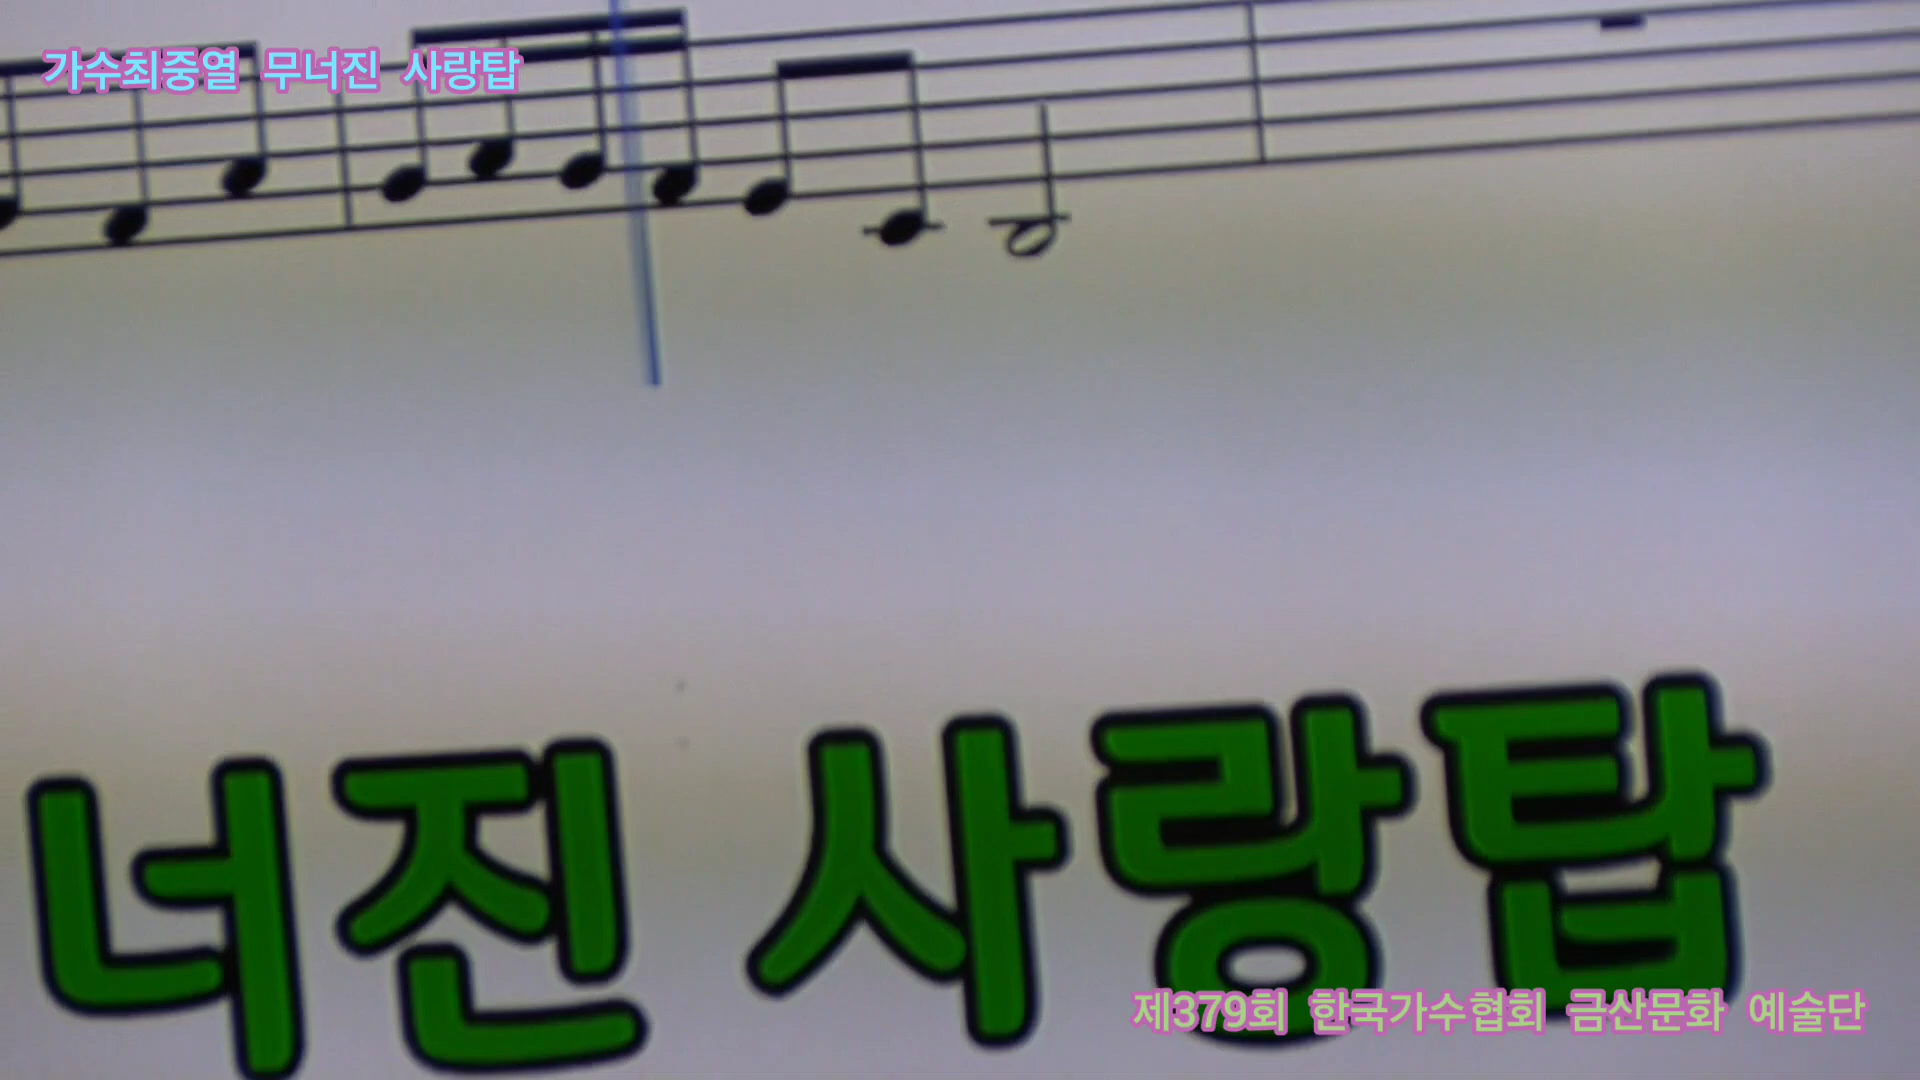 가수최중열 무너진 사랑탑
너진 사랑탑
제379회 한국가수협회 금산문화 예술단